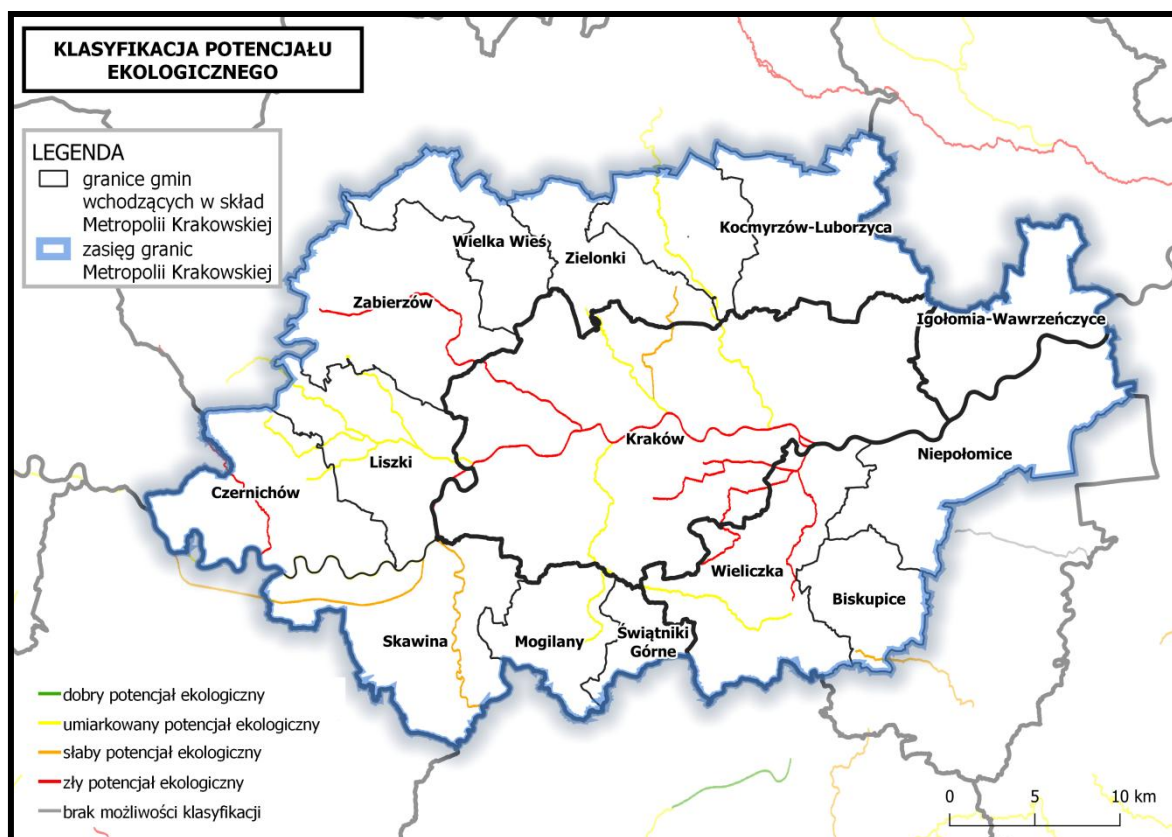 KLASYFIKACJA POTENCJAŁU
EKOLOGICZNEGO
LEGENDA
granice gmin
wchodzących w skład
Metropolii Krakowskiej
zasięg granic
Metropolii Krakowskiej
Wielka Wieś
Zielonki
Kocmyrzów-Luborzyca
Zabierzów
Igołomia-Wawrzeńczyce
Kraków
Niepołomice
Liszki
Czernichów
Wieliczka
Biskupice
Skawina
Mogilany
Świątniki
Górne
dobry potencjał ekologiczny
umiarkowany potencjał ekologiczny
słaby potencjał ekologiczny
zły potencjał ekologiczny
brak możliwości klasyfikacji
0 5 10 km